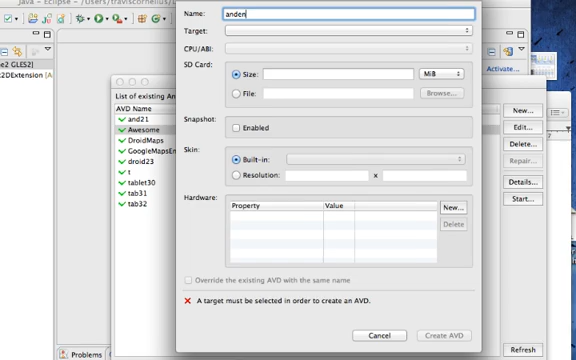 Java - Eclipse - /Users/traviscornelius/Docum
Name: anden
Target:
CPU/ABI:
SD Card:
Size: MiB
File: Browse...
Snapshot:
Enabled
Skin:
Built-in:
Resolution: x
Hardware:
Property Value New...
Delete
Override the existing AVD with the same name
A target must be selected in order to create an AVD.
Cancel Create AVD
GLES2]
2DExtension
List of existing An
AVD Name
and21
Awesome
DroidMaps
GoogleMapsEn
droid23
t
tablet30
tab31
tab32
New...
Edit...
Delete...
Repair...
Details...
Start...
Refresh
Activate...
Problems